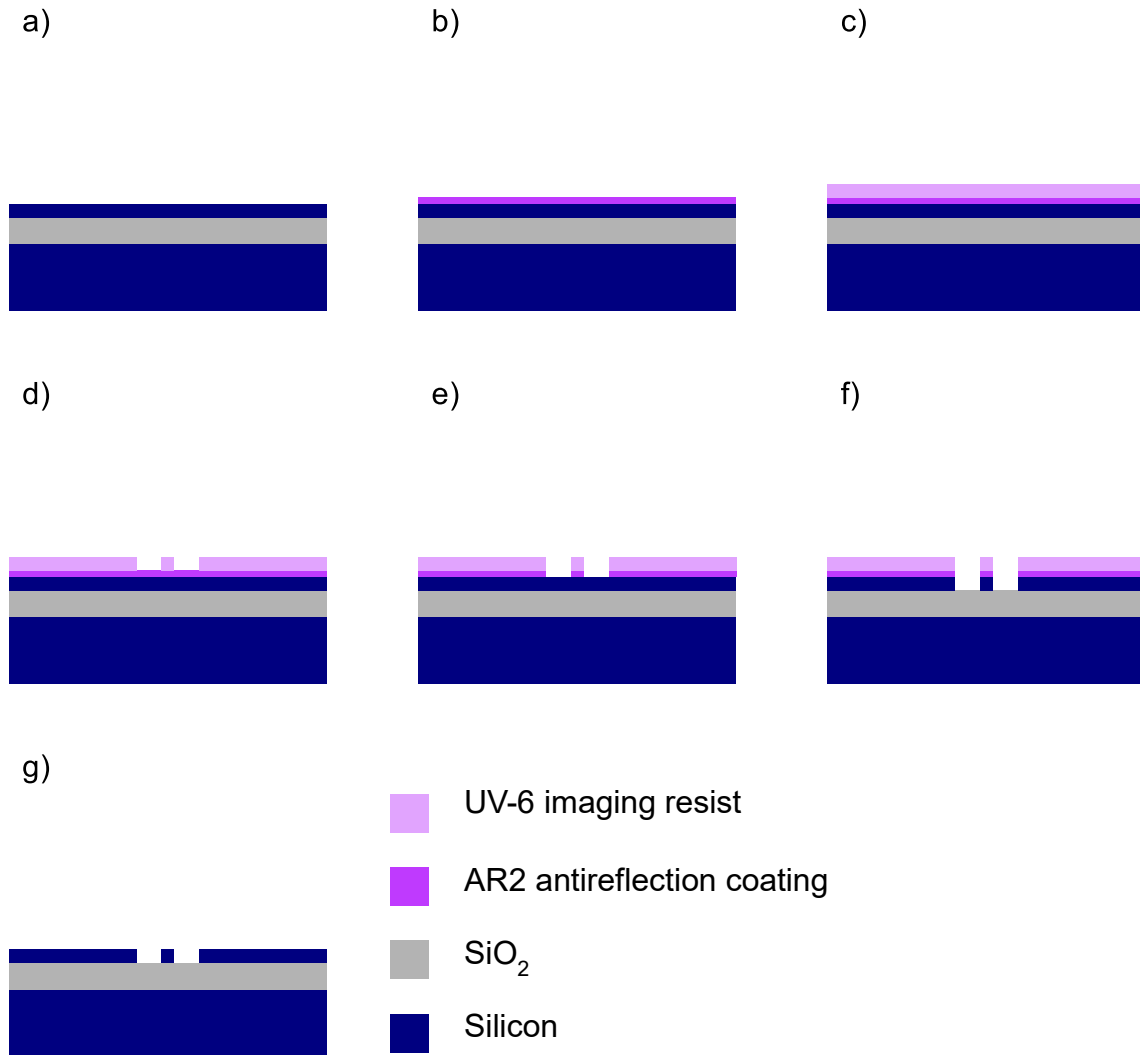 a)
b)
c)
d)
e)
f)
g)
UV-6 imaging resist
AR2 antireflection coating
SiO2
Silicon